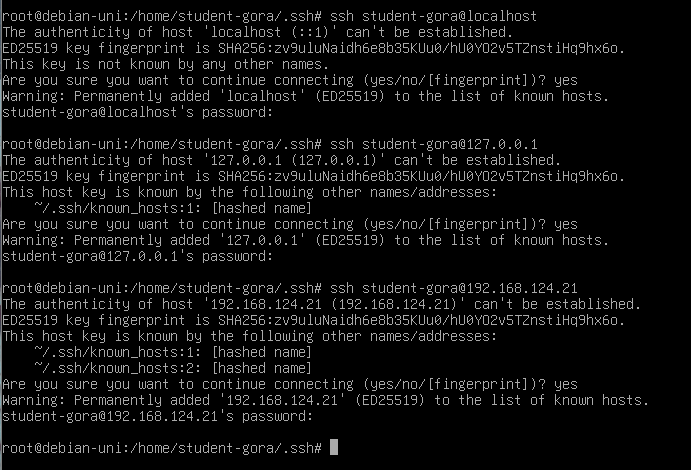 root@debian-uni:/home/student-gora/.ssh# ssh student-gora@localhost
The authenticity of host 'localhost (::1)' can't be established.
ED25519 key fingerprint is SHA256:zv9uluNaidh6e8b35KUu0/hU0YO2v5TZnstiHq9hx6o.
This key is not known by any other names.
Are you sure you want to continue connecting (yes/no/[fingerprint])? yes
Warning: Permanently added 'localhost' (ED25519) to the list of known hosts.
student-gora@localhost's password:
root@debian-uni:/home/student-gora/.ssh# ssh student-gora@127.0.0.1
The authenticity of host '127.0.0.1 (127.0.0.1)' can't be established.
ED25519 key fingerprint is SHA256:zv9uluNaidh6e8b35KUu0/hU0YO2v5TZnstiHq9hx6o.
This host key is known by the following other names/addresses:
    ~/.ssh/known_hosts:1: [hashed name]
Are you sure you want to continue connecting (yes/no/[fingerprint])? yes
Warning: Permanently added '127.0.0.1' (ED25519) to the list of known hosts.
student-gora@127.0.0.1's password:
root@debian-uni:/home/student-gora/.ssh# ssh student-gora@192.168.124.21
The authenticity of host '192.168.124.21 (192.168.124.21)' can't be established.
ED25519 key fingerprint is SHA256:zv9uluNaidh6e8b35KUu0/hU0YO2v5TZnstiHq9hx6o.
This host key is known by the following other names/addresses:
    ~/.ssh/known_hosts:1: [hashed name]
    ~/.ssh/known_hosts:2: [hashed name]
Are you sure you want to continue connecting (yes/no/[fingerprint])? yes
Warning: Permanently added '192.168.124.21' (ED25519) to the list of known hosts.
student-gora@192.168.124.21's password:
root@debian-uni:/home/student-gora/.ssh#